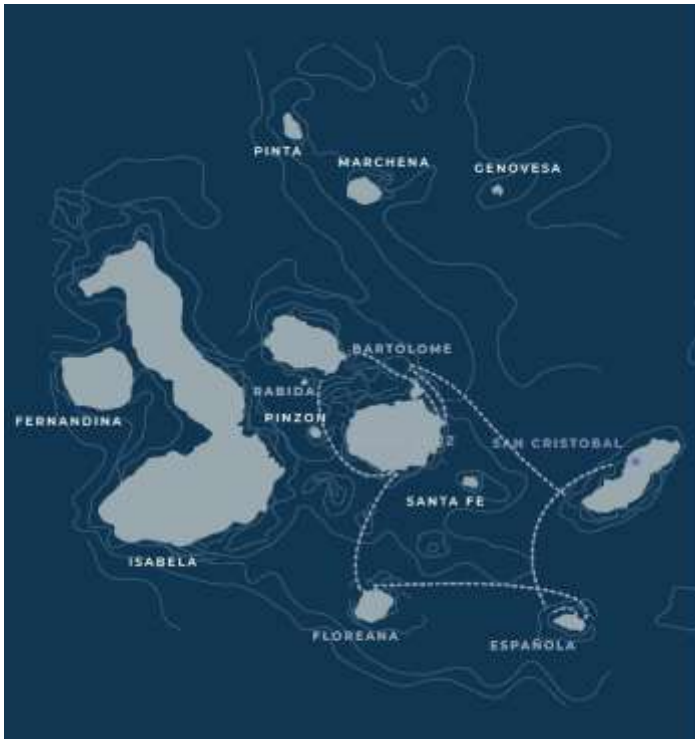 PINTA
MARCHENA
GENOVESA
BARTOLOME
RABIDA
PINZON
FERNANDINA
SAN CRISTOBAL
SANTA FE
ISABELA
FLOREANA
ESPAÑOLA